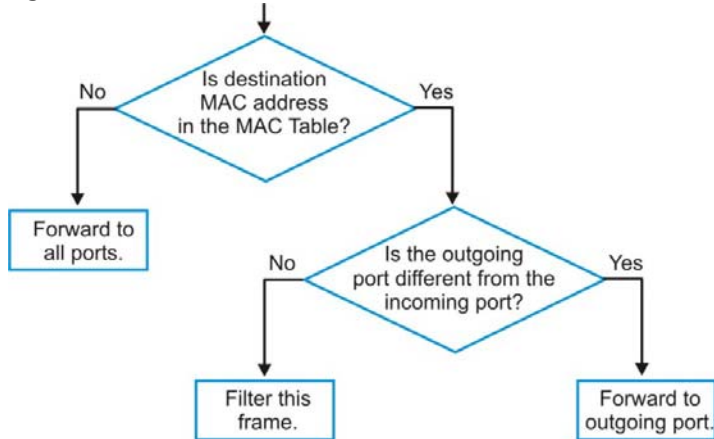 Is destination
MAC address
in the MAC Table?
No
Yes
Forward to
all ports.
Is the outgoing
port different from the
incoming port?
No
Yes
Filter this
frame.
Forward to
outgoing port.